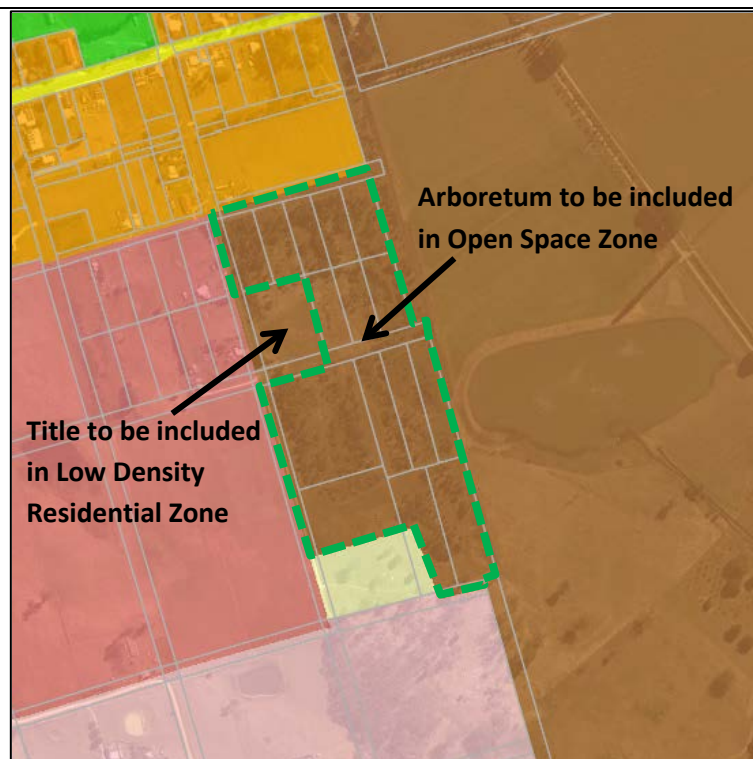 Arboretum to be included
in Open Space Zone
Title to be included
in Low Density
Residential Zone